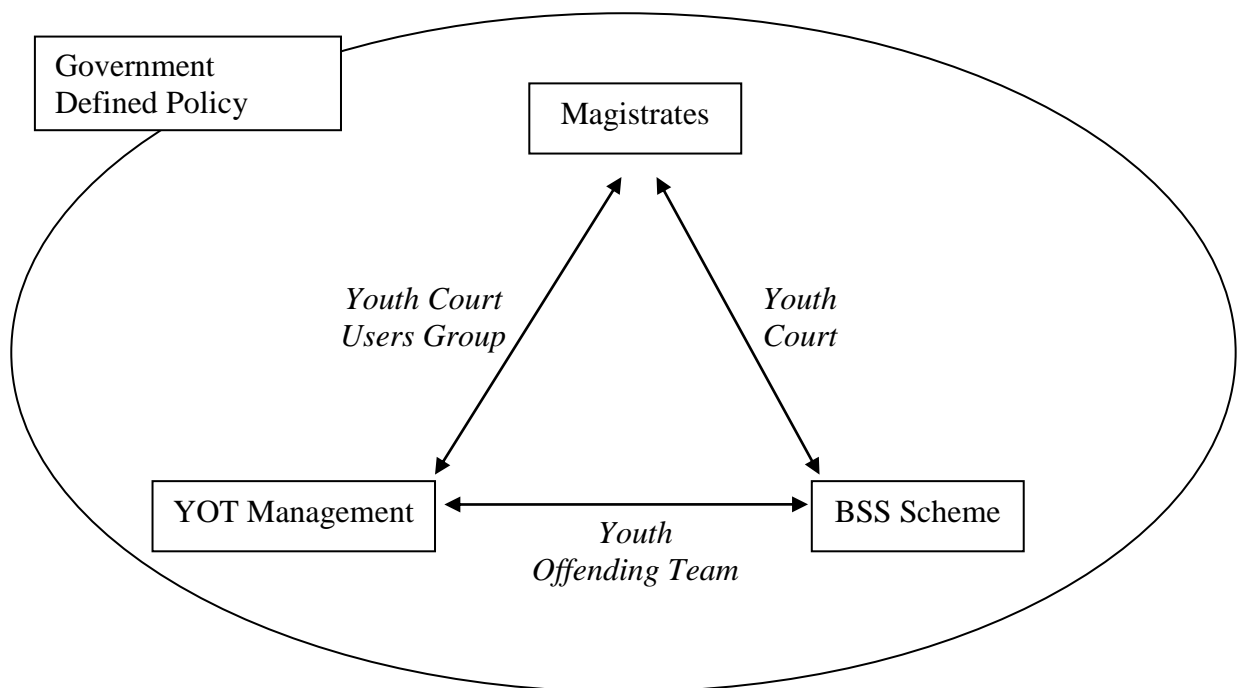 Government
Defined Policy
Magistrates
Youth Court
Users Group
Youth
Court
YOT Management
BSS Scheme
Youth
Offending Team